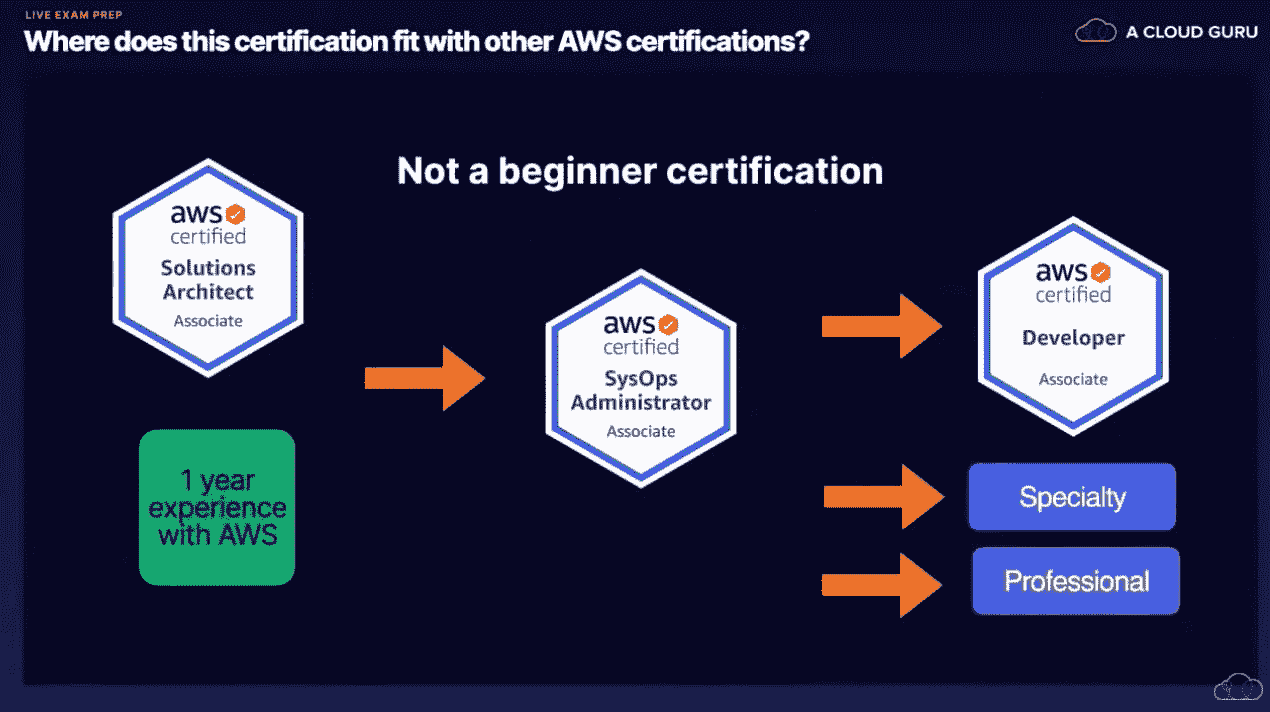 LIVE EXAM PREP
Where does this certification fit with other AWS certifications?
A CLOUD GURU
Not a beginner certification
aws
certified
Solutions
Architect
Associate
1 year
experience
with AWS
aws
certified
SysOps
Administrator
Associate
aws
certified
Developer
Associate
Specialty
Professional